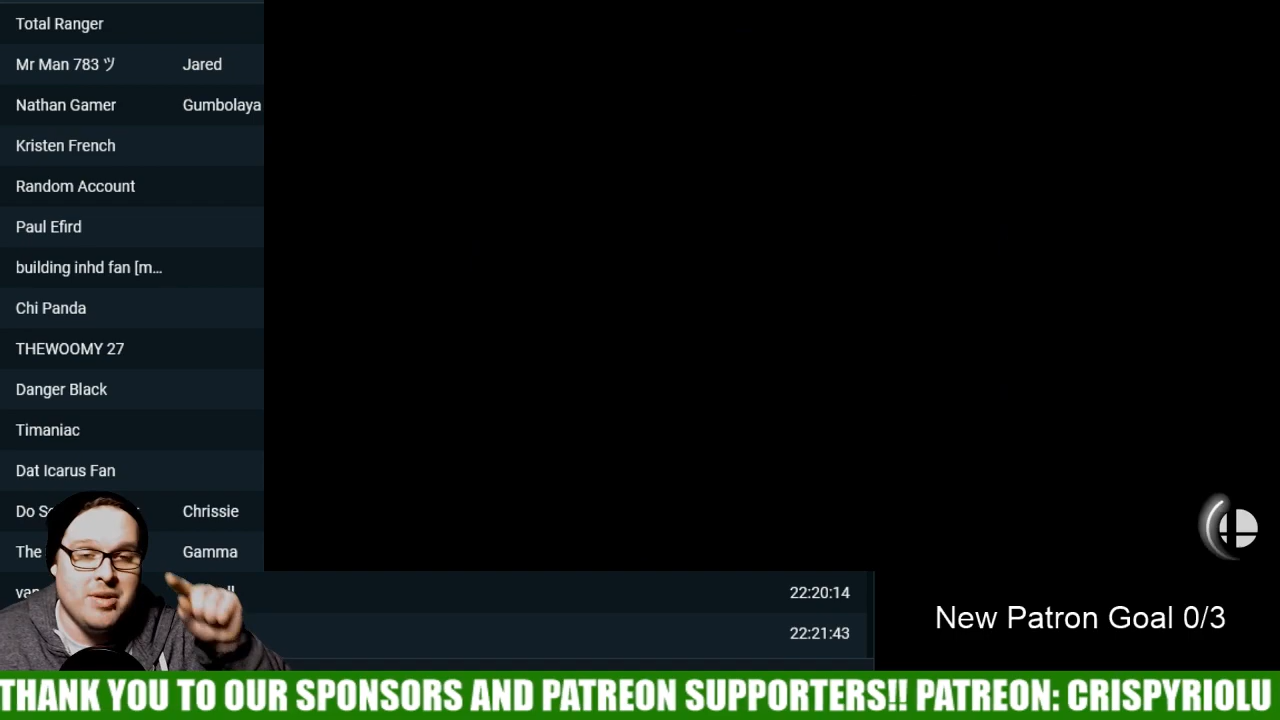 Total Ranger
Mr Man 783 ツ Jared
Nathan Gamer Gumbolaya
Kristen French
Random Account
Paul Efird
building inhd fan [m...
Chi Panda
THEWOOMY 27
Danger Black
Timaniac
Dat Icarus Fan
Do Chrissie
The Gamma
22:20:14
22:21:43
New Patron Goal 0/3
THANK YOU TO OUR SPONSORS AND PATREON SUPPORTERS!! PATREON: CRISPYRIOLU